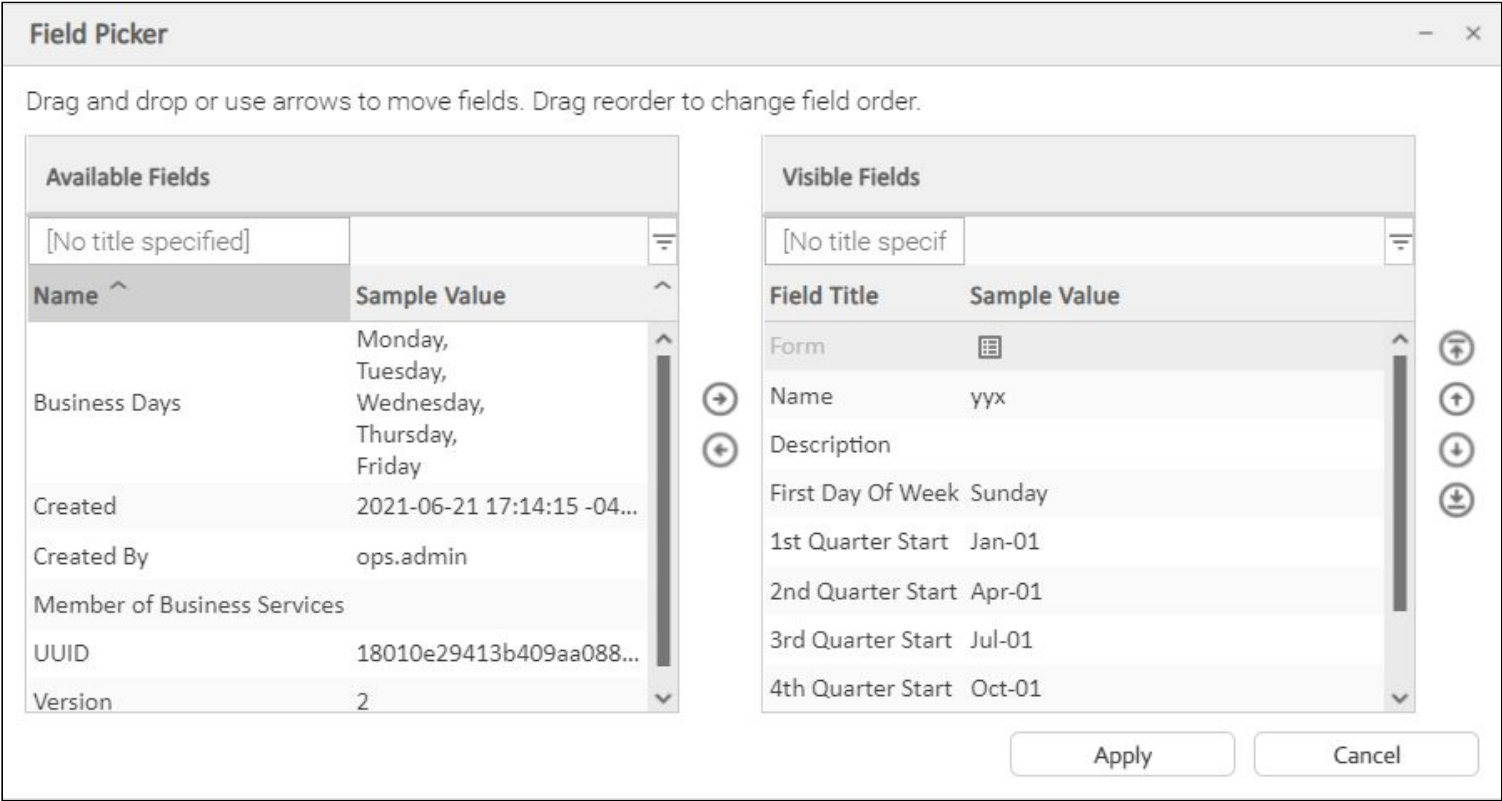 Field Picker
Drag and drop or use arrows to move fields. Drag reorder to change field order.
Available Fields
[No title specified]
Name Sample Value
Business Days
Monday,
Tuesday,
Wednesday,
Thursday,
Friday
Created 2021-06-21 17:14:15 -04...
Created By ops.admin
Member of Business Services
UUID 18010e29413b409aa088...
Version 2
Visible Fields
[No title specif
Field Title Sample Value
Form
Name yyx
Description
First Day Of Week Sunday
1st Quarter Start Jan-01
2nd Quarter Start Apr-01
3rd Quarter Start Jul-01
4th Quarter Start Oct-01
Apply Cancel